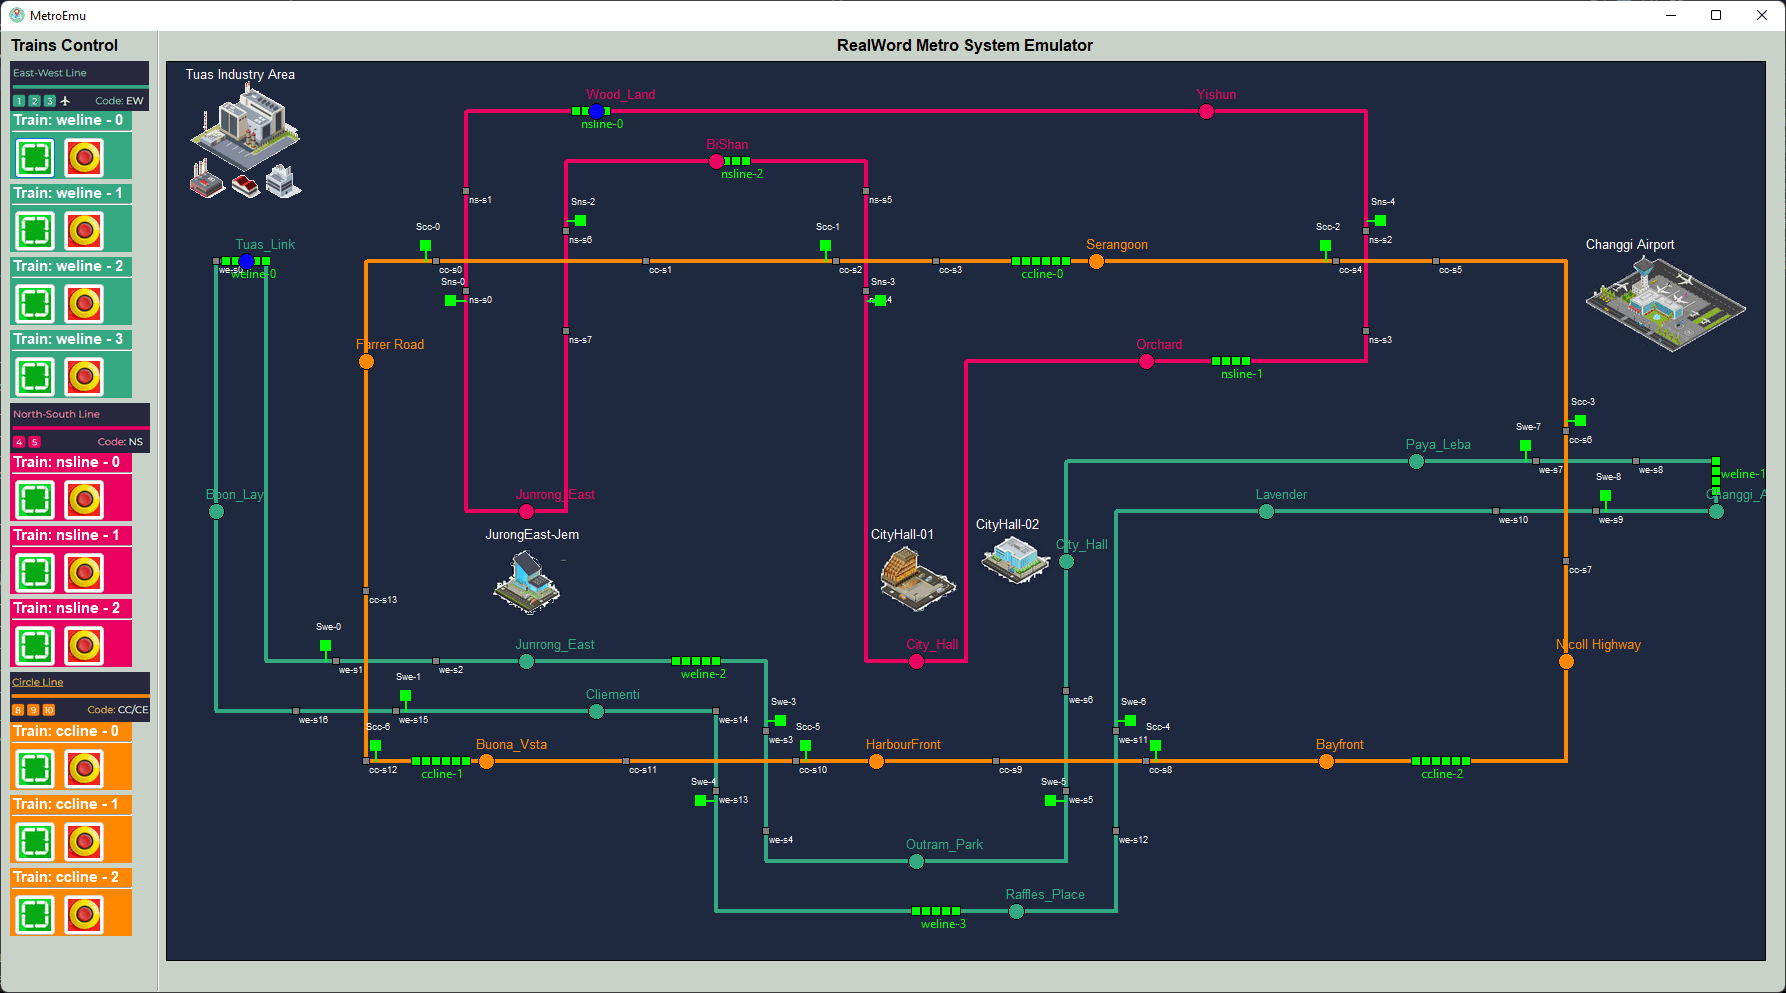 MetroEmu
Trains Control
RealWord Metro System Emulator
East-West Line
1 2 3 Code: EW
Train: weline - 0
Train: weline - 1
Train: weline - 2
Train: weline - 3
North-South Line
4 5 Code: NS
Train: nsline - 0
Train: nsline - 1
Train: nsline - 2
Circle Line
8 9 10 Code: CC/CE
Train: ccline - 0
Train: ccline - 1
Train: ccline - 2
Tuas Industry Area
Wood_Land
nsline-0
Yishun
BiShan
nsline-2
ns-s1
Sns-2
ns-s5
Sns-4
Scc-0
ns-s6
Scc-1
Scc-2
ns-s2
Tuas_Link
Serangoon
Changgi Airport
we-s0
weline-0
cc-s0
cc-s1
cc-s2
cc-s3
ccline-0
cc-s4
cc-s5
Sns-0
ns-s0
Sns-3
ns-s4
Farrer Road
ns-s7
Orchard
ns-s3
nsline-1
Scc-3
Swe-7
cc-s6
Paya_Leba
we-s7
we-s8
weline-1
Swe-8
Boon_Lay
Junrong_East
Lavender
Changgi_A
we-s10
we-s9
JurongEast-Jem
CityHall-01
CityHall-02
City_Hall
cc-s7
cc-s13
Swe-0
Junrong_East
City_Hall
Nicoll Highway
we-s1
we-s2
weline-2
Swe-1
Cliementi
we-s6
we-s16
we-s15
we-s14
Swe-3
Swe-6
Scc-6
Scc-5
Scc-4
we-s3
we-s11
Buona_Vsta
HarbourFront
Bayfront
cc-s12
ccline-1
cc-s11
cc-s10
cc-s9
cc-s8
ccline-2
Swe-4
Swe-5
we-s13
we-s5
we-s4
we-s12
Outram_Park
Raffles_Place
weline-3